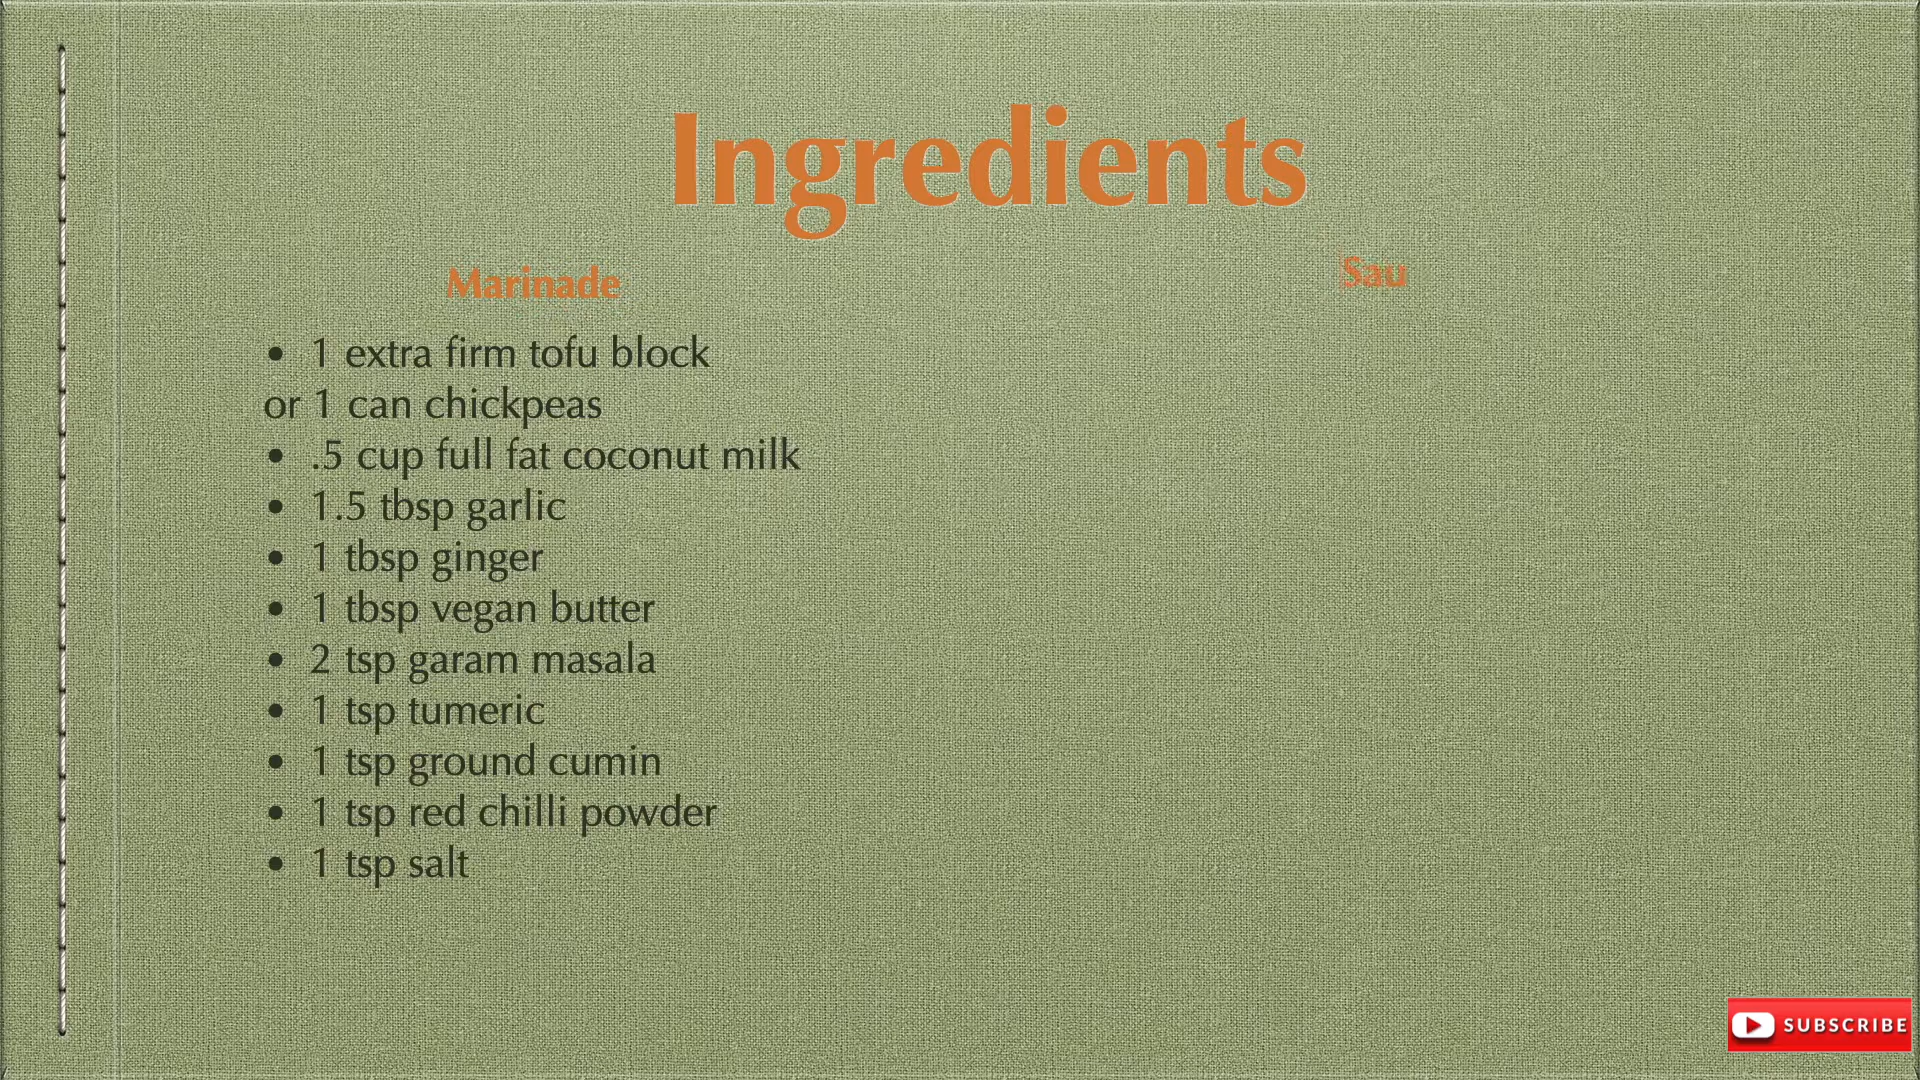 Ingredients
Marinade
• 1 extra firm tofu block
or 1 can chickpeas
• .5 cup full fat coconut milk
• 1.5 tbsp garlic
• 1 tbsp ginger
• 1 tbsp vegan butter
• 2 tsp garam masala
• 1 tsp tumeric
• 1 tsp ground cumin
• 1 tsp red chilli powder
• 1 tsp salt
Sau
SUBSCRIBE